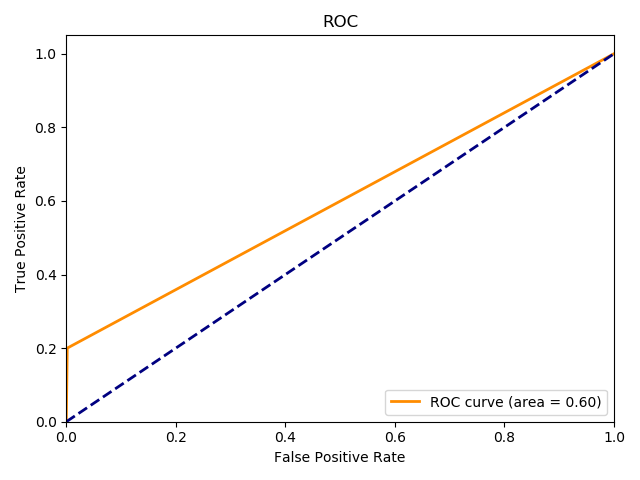 ROC
1.0
0.8
0.6
0.4
0.2
0.0
True Positive Rate
ROC curve (area = 0.60)
0.0 0.2 0.4 0.6 0.8 1.0
False Positive Rate